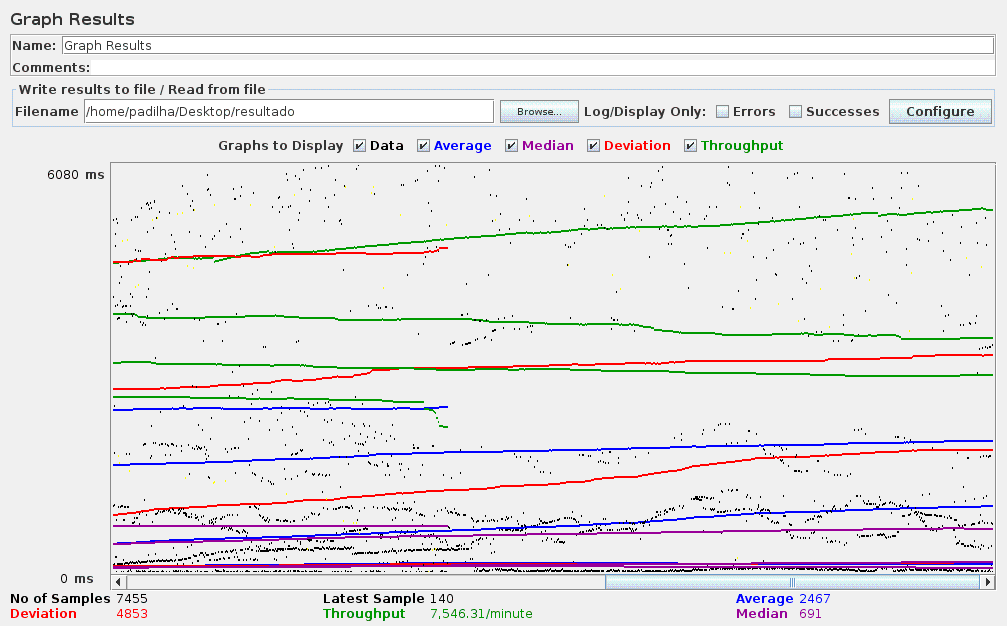 Graph Results
Name: Graph Results
Comments:
Write results to file / Read from file
Filename /home/padilha/Desktop/resultado Browse... Log/Display Only: Errors Successes Configure
Graphs to Display Data Average Median Deviation Throughput
6080 ms
0 ms
No of Samples 7455 Latest Sample 140 Average 2467
Deviation 4853 Throughput 7,546.31/minute Median 691